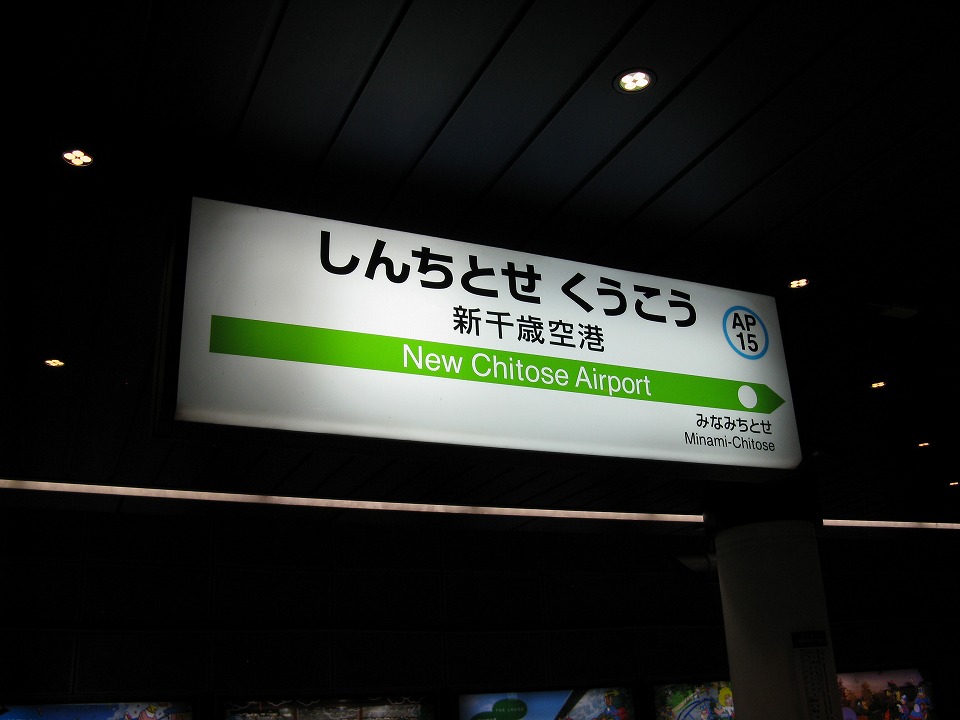 しんちとせ くうこう
新千歳空港
AP
15
New Chitose Airport
みなみちとせ
Minami-Chitose